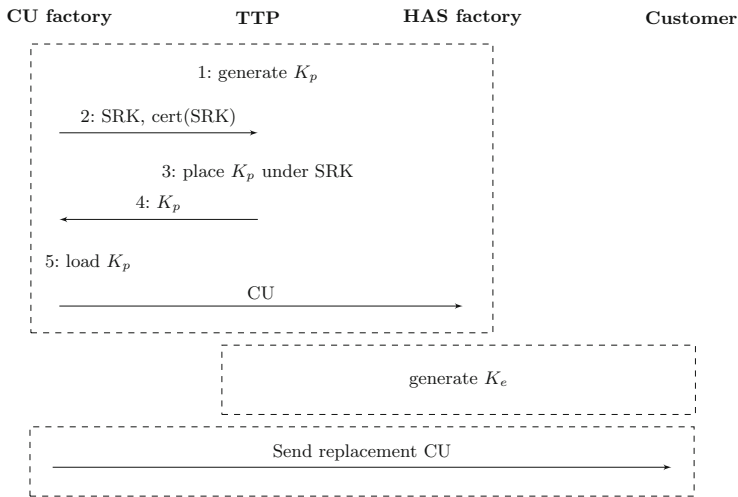 CU factory TTP HAS factory Customer
1: generate K_p
2: SRK, cert(SRK)
3: place K_p under SRK
4: K_p
5: load K_p
CU
generate K_e
Send replacement CU